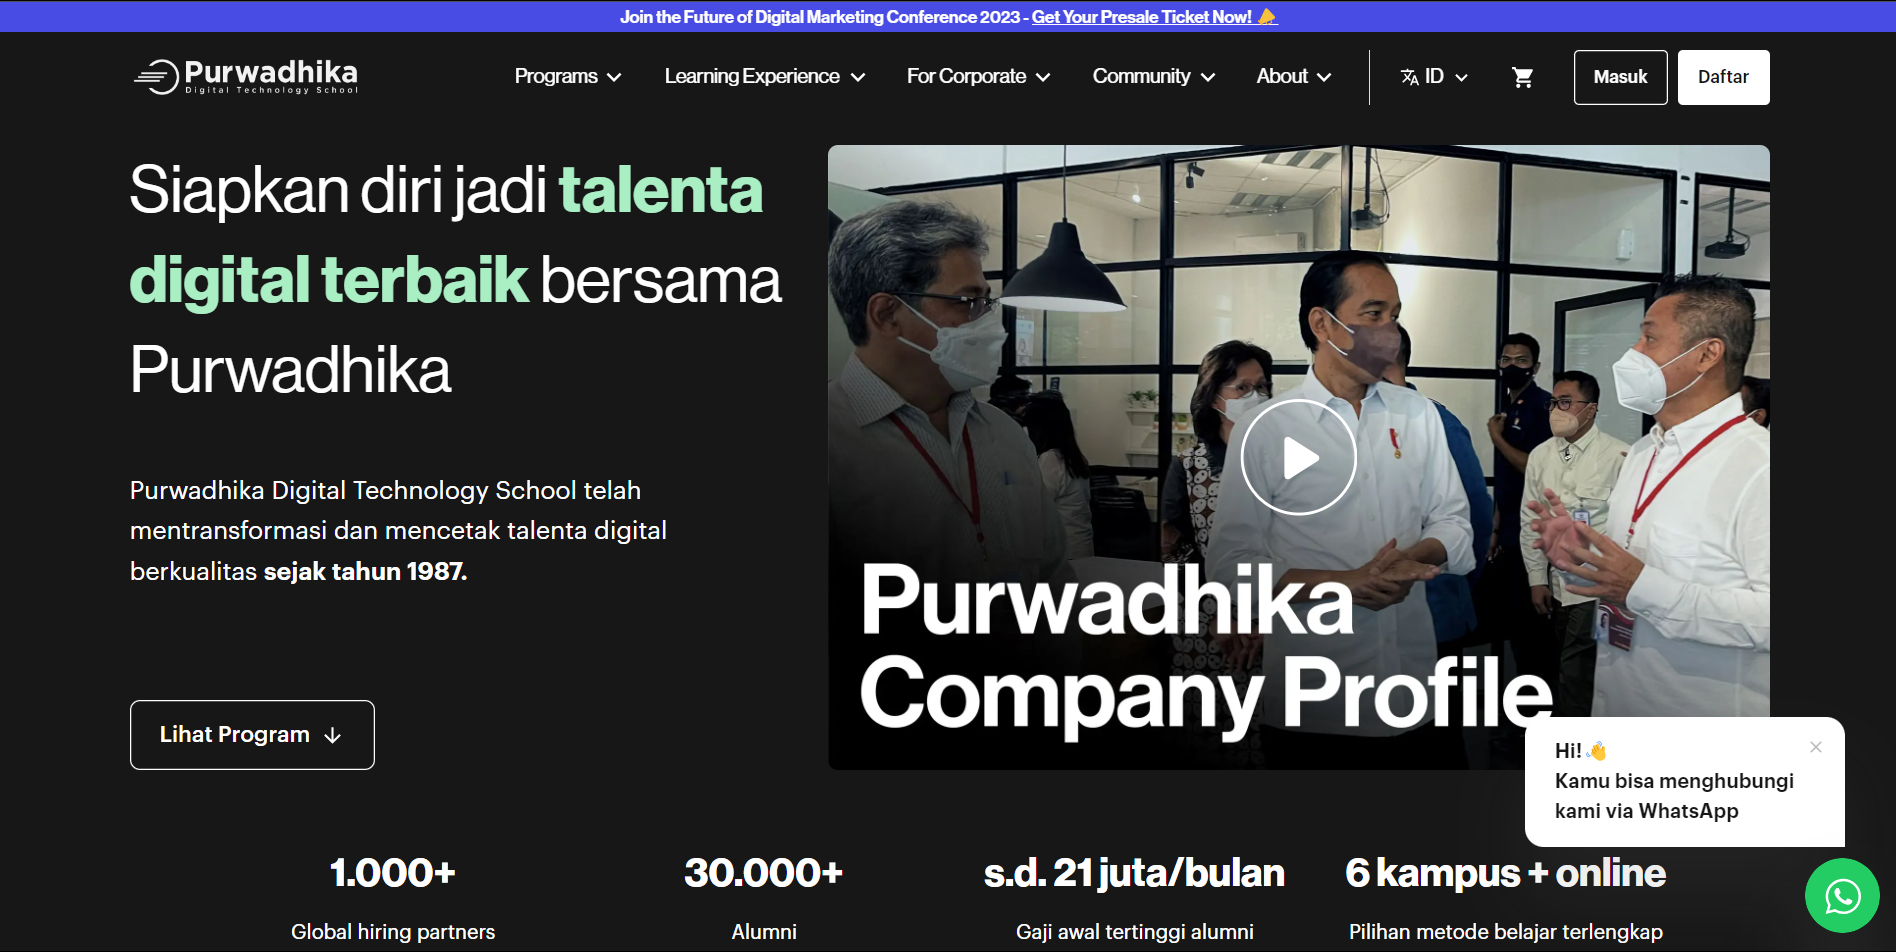 Join the Future of Digital Marketing Conference 2023 - Get Your Presale Ticket Now!
Purwadhika
Digital Technology School
Programs
Learning Experience
For Corporate
Community
About
ID
Masuk
Daftar
Siapkan diri jadi talenta
digital terbaik bersama
Purwadhika
Purwadhika Digital Technology School telah
mentransformasi dan mencetak talenta digital
berkualitas sejak tahun 1987.
Lihat Program
Purwadhika
Company Profile
Hi! 👋
Kamu bisa menghubungi
kami via WhatsApp
1.000+
Global hiring partners
30.000+
Alumni
s.d. 21 juta/bulan
Gaji awal tertinggi alumni
6 kampus + online
Pilihan metode belajar terlengkap